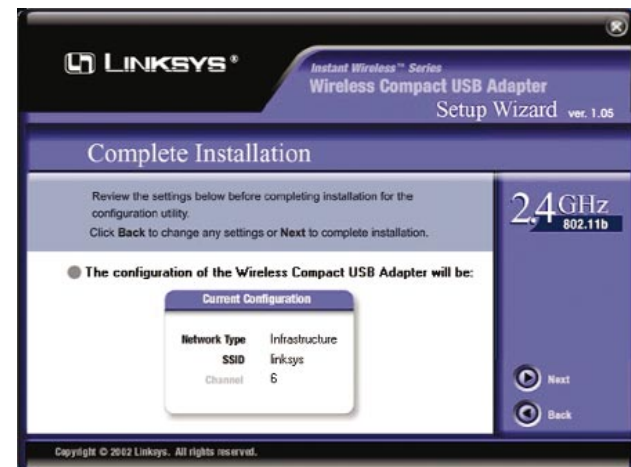 LINKSYS®
Instant Wireless™ Series
Wireless Compact USB Adapter
Setup Wizard ver. 1.05
Complete Installation
Review the settings below before completing installation for the
configuration utility.
Click Back to change any settings or Next to complete installation.
2.4GHz
802.11b
The configuration of the Wireless Compact USB Adapter will be:
Current Configuration
Network Type Infrastructure
SSID linksys
Channel 6
Next
Back
Copyright © 2002 Linksys. All rights reserved.